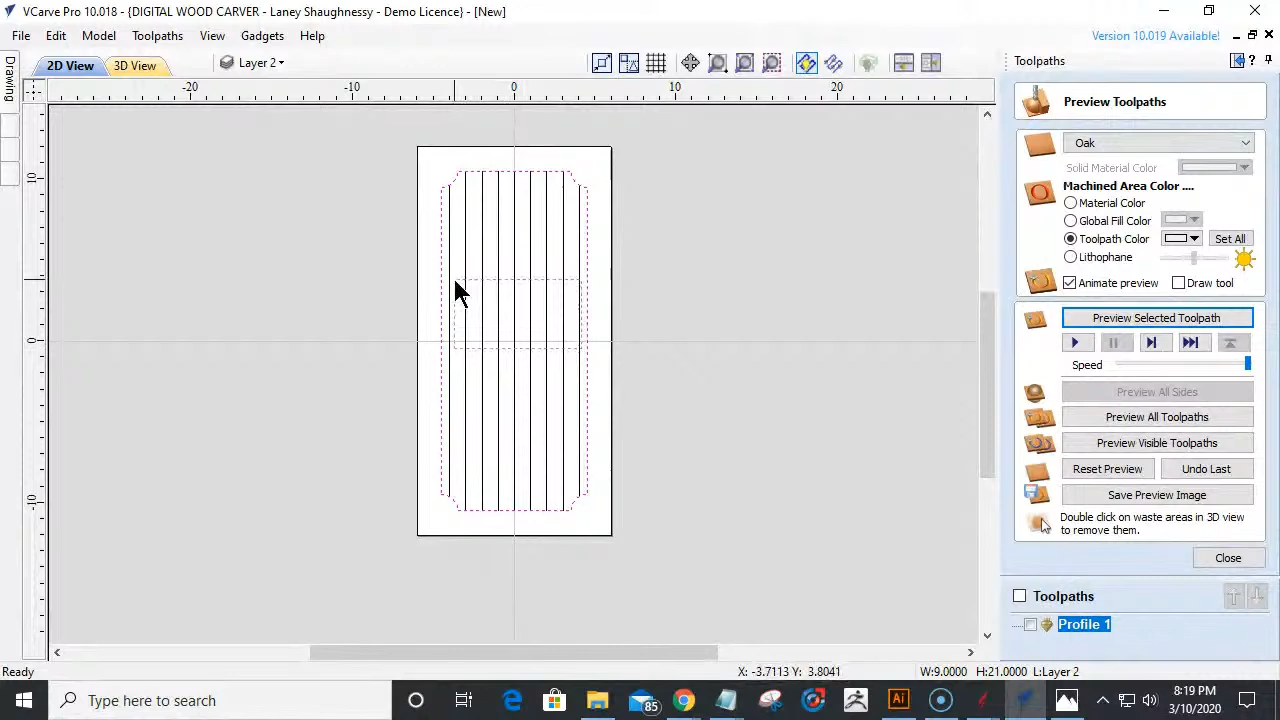 VCarve Pro 10.018 - {DIGITAL WOOD CARVER - Laney Shaughnessy - Demo Licence} - [New]
File Edit Model Toolpaths View Gadgets Help Version 10.019 Available!
2D View 3D View Layer 2 Toolpaths
Drawing
-20 -10 0 10 20
10
0
-10
Preview Toolpaths
Oak
Solid Material Color
Machined Area Color ....
Material Color
Global Fill Color
Toolpath Color Set All
Lithophane
Animate preview Draw tool
Preview Selected Toolpath
Speed
Preview All Sides
Preview All Toolpaths
Preview Visible Toolpaths
Reset Preview Undo Last
Save Preview Image
Double click on waste areas in 3D view
to remove them.
Close
Toolpaths
Profile 1
Ready X: -3.7113 Y: 3.8041 W:9.0000 H:21.0000 L:Layer 2
Type here to search 85 Ai 8:19 PM
3/10/2020